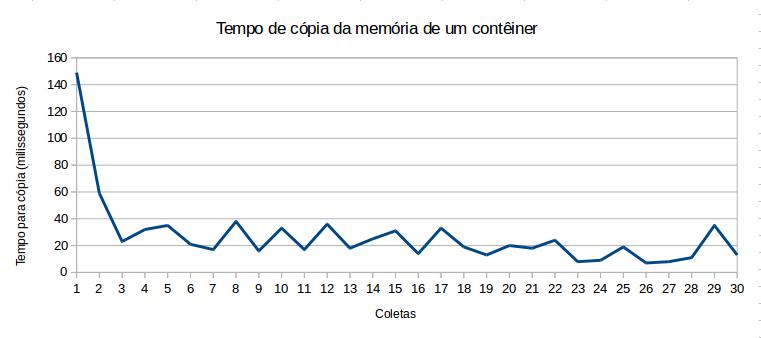 Tempo de cópia da memória de um contêiner
Tempo para cópia (milissegundos)
160
140
120
100
80
60
40
20
0
1 2 3 4 5 6 7 8 9 10 11 12 13 14 15 16 17 18 19 20 21 22 23 24 25 26 27 28 29 30
Coletas